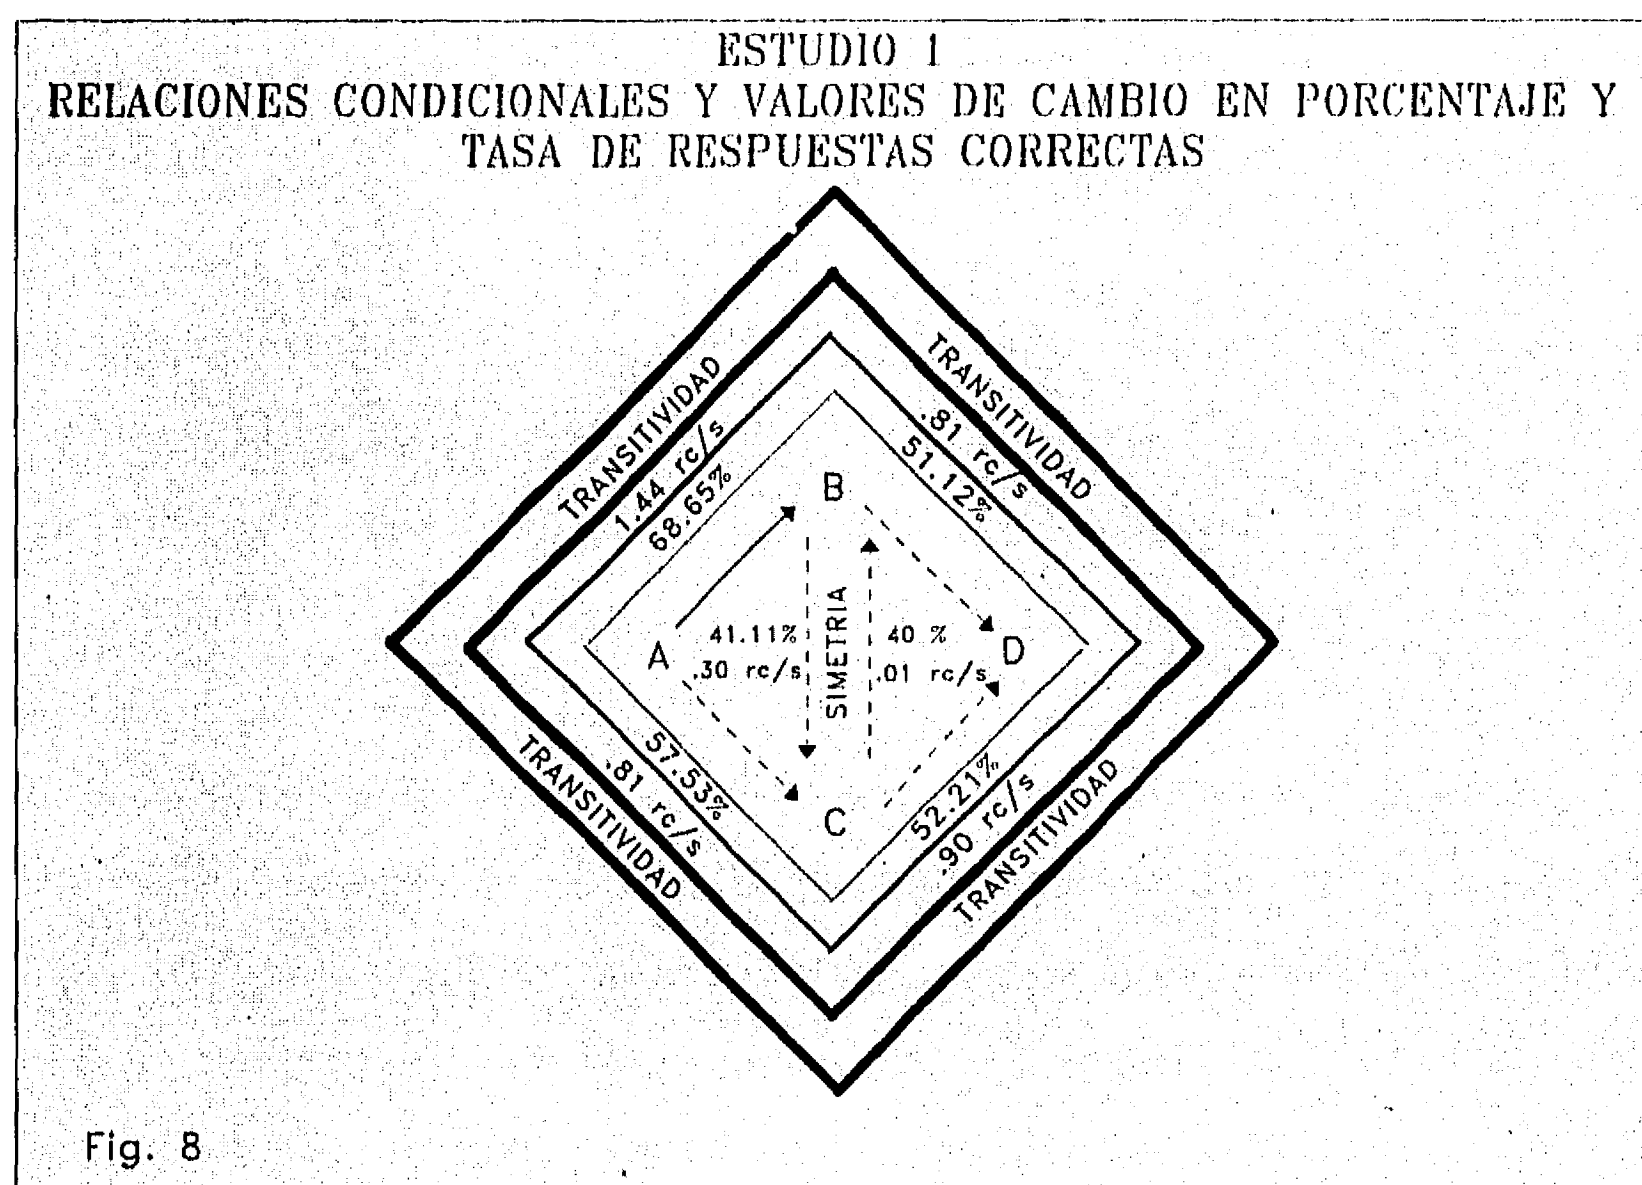 ESTUDIO 1
RELACIONES CONDICIONALES Y VALORES DE CAMBIO EN PORCENTAJE Y
TASA DE RESPUESTAS CORRECTAS
TRANSITIVIDAD
1.44 rc/s
68.65%
TRANSITIVIDAD
.81 rc/s
51.12%
B
A
41.11%
.30 rc/s
SIMETRIA
40 %
.01 rc/s
D
C
57.53%
.81 rc/s
TRANSITIVIDAD
52.21%
.90 rc/s
TRANSITIVIDAD
Fig. 8